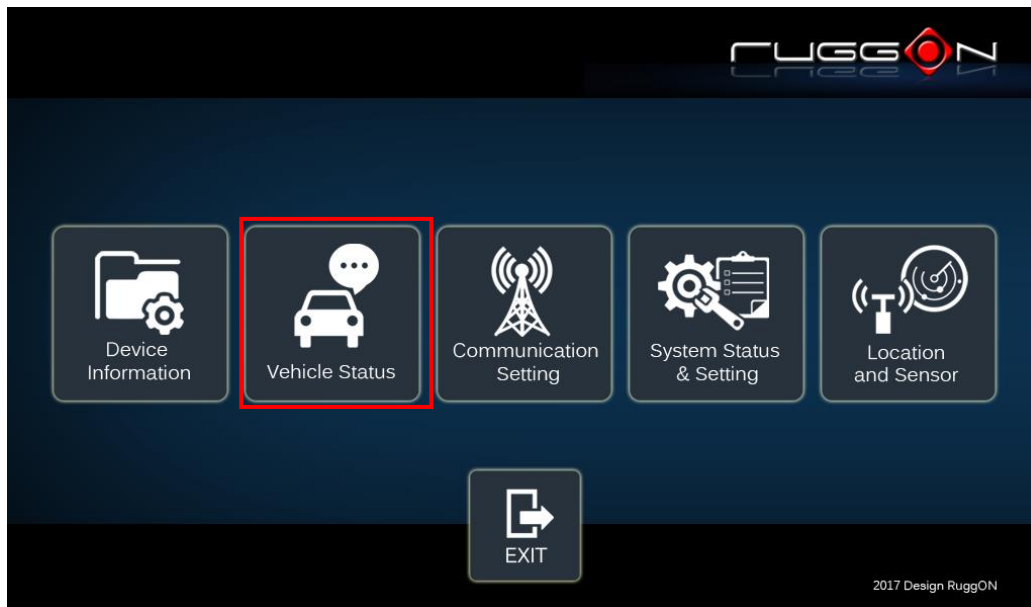 RUGGON
Device
Information
Vehicle Status
Communication
Setting
System Status
& Setting
Location
and Sensor
EXIT
2017 Design RuggON